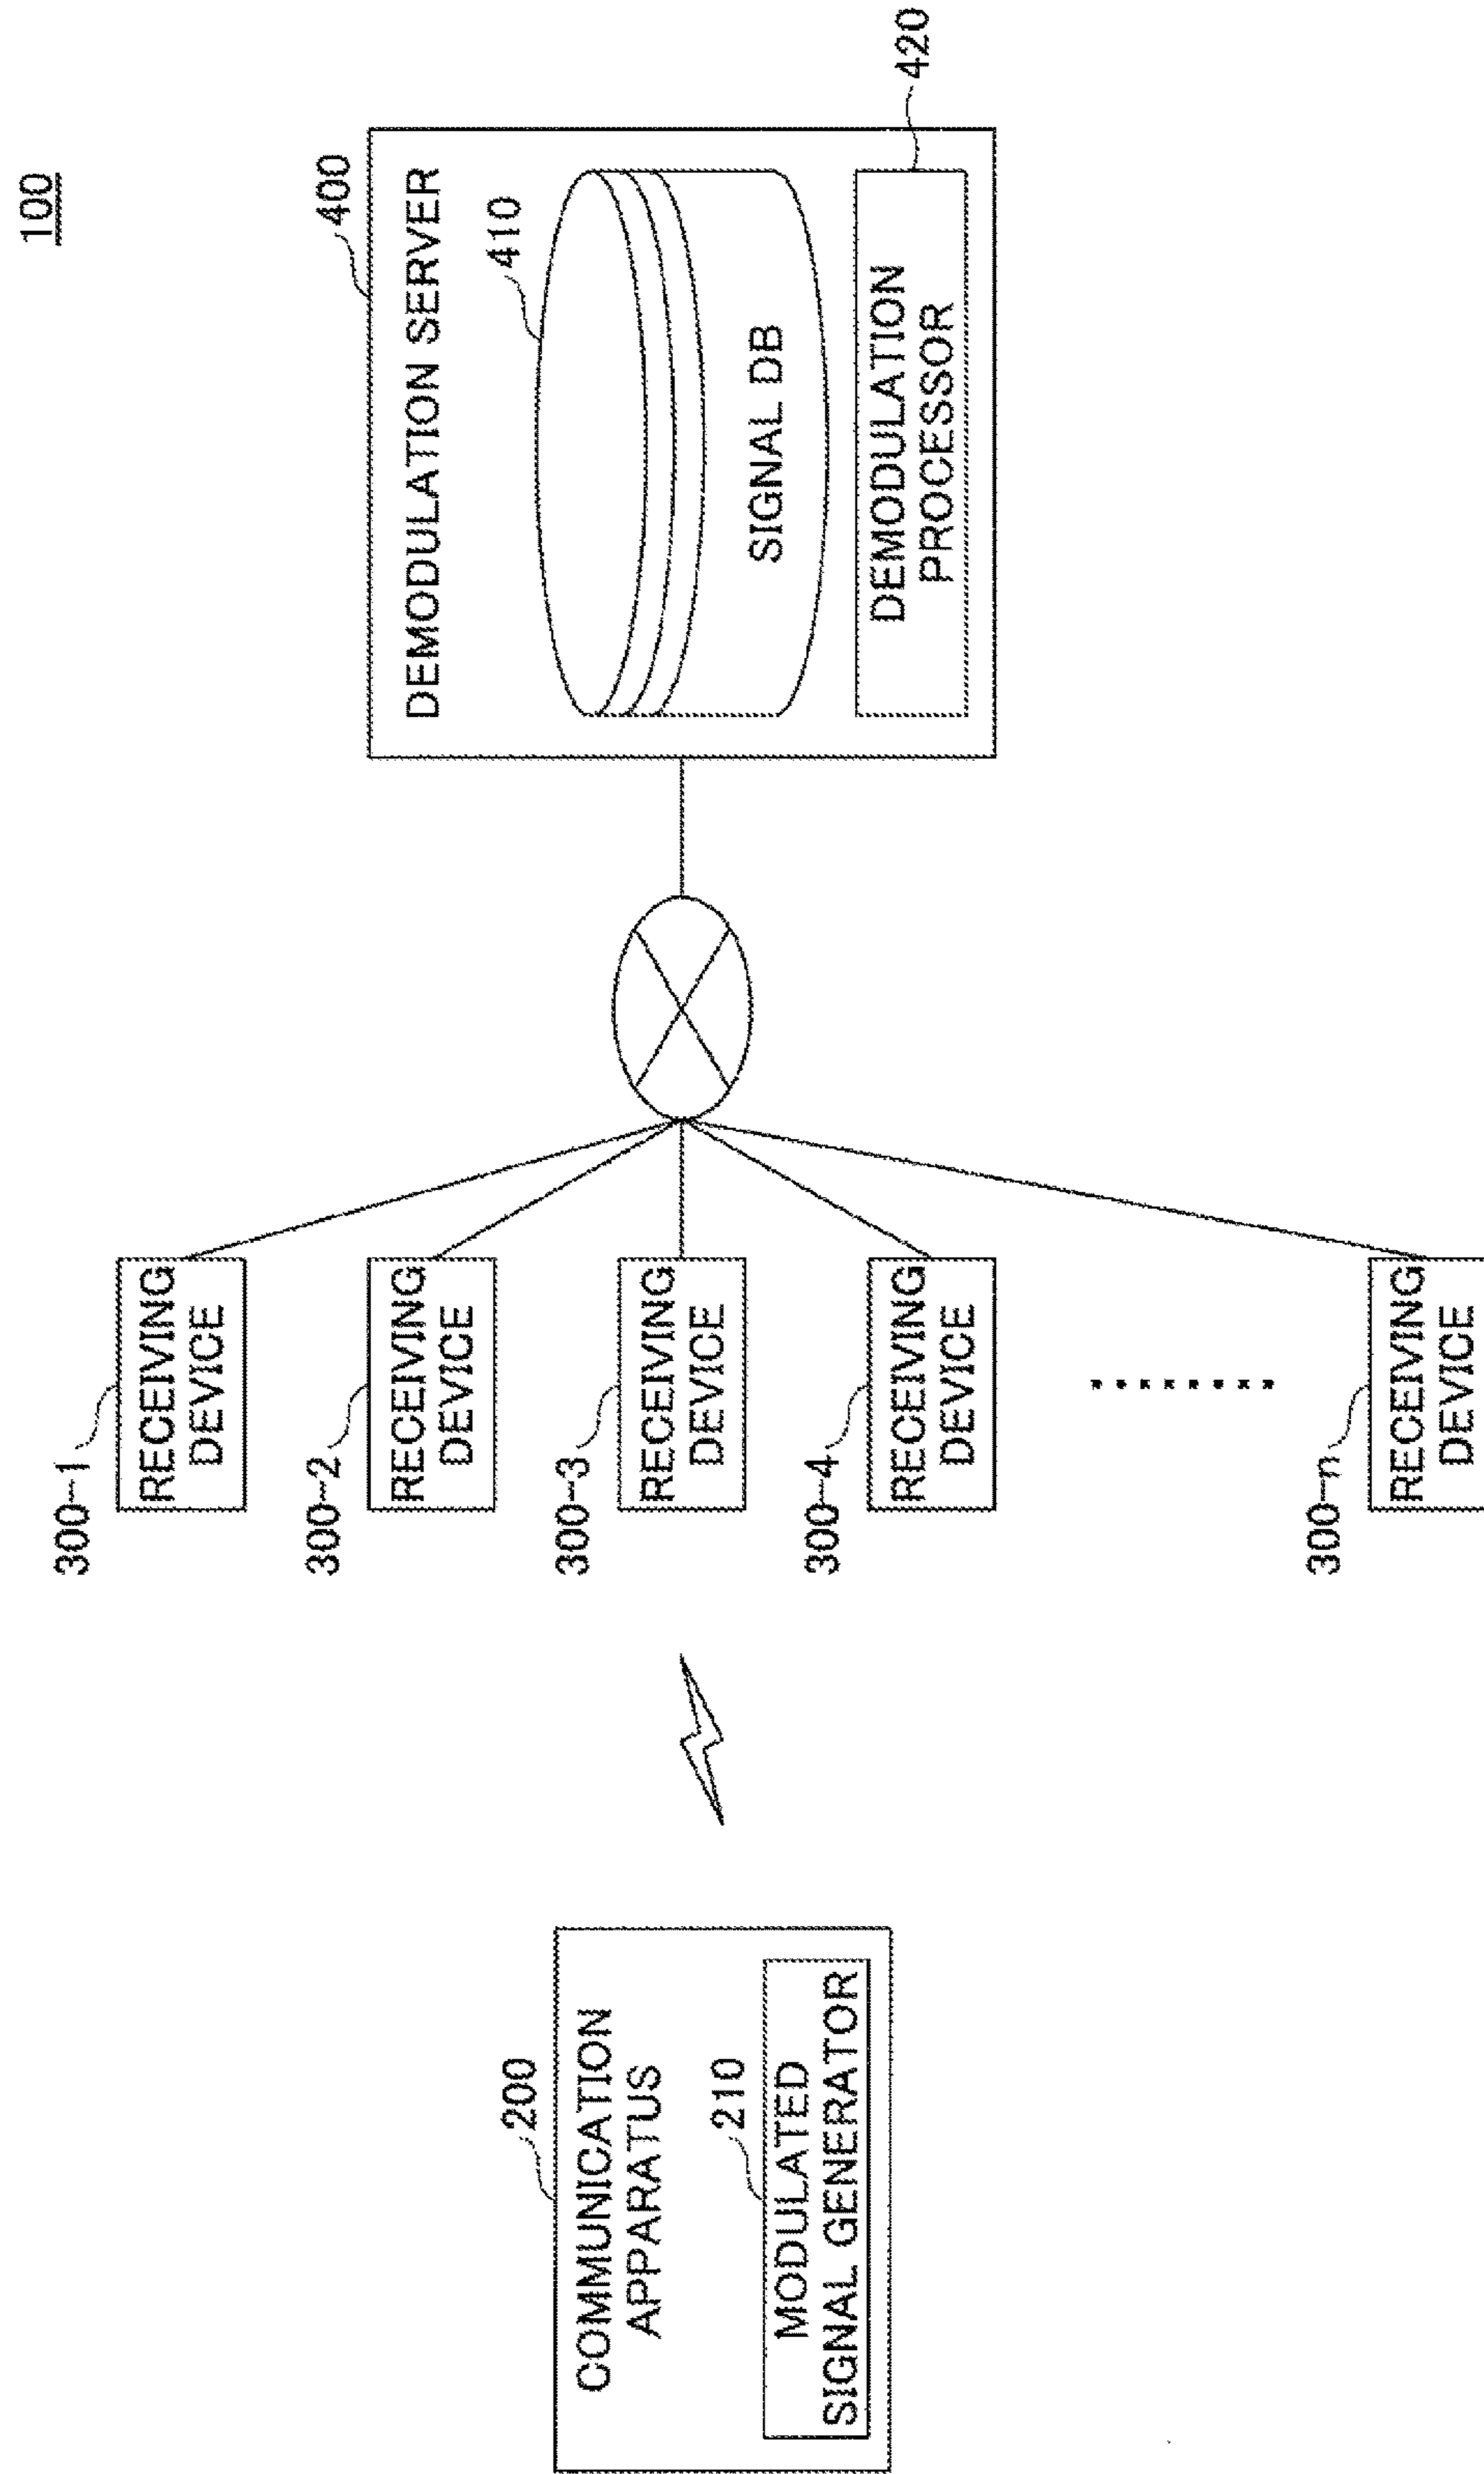 100
200
COMMUNICATION
APPARATUS
210
MODULATED
SIGNAL GENERATOR
300-1
RECEIVING
DEVICE
300-2
RECEIVING
DEVICE
300-3
RECEIVING
DEVICE
300-4
RECEIVING
DEVICE
300-n
RECEIVING
DEVICE
400
DEMODULATION SERVER
410
SIGNAL DB
DEMODULATION
PROCESSOR
420